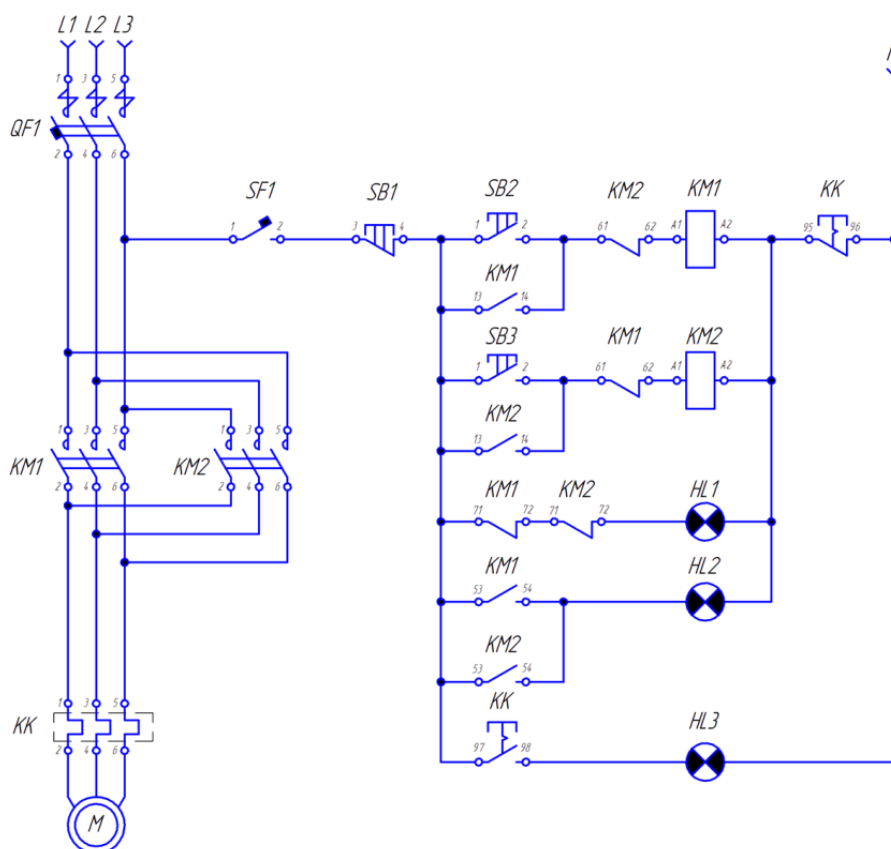 L1 L2 L3
1 3 5
QF1
2 4 6
SF1 SB1 SB2 KM2 KM1 KK
1 2 3 4 1 2 61 62 A1 A2 95 96
KM1
13 14
SB3 KM1 KM2
1 2 61 62 A1 A2
KM2
13 14
1 3 5 1 3 5
KM1 KM2
2 4 6 2 4 6
KM1 KM2 HL1
71 72 71 72
KM1 HL2
53 54
KM2
53 54
KK HL3
97 98
1 3 5
KK
2 4 6
M